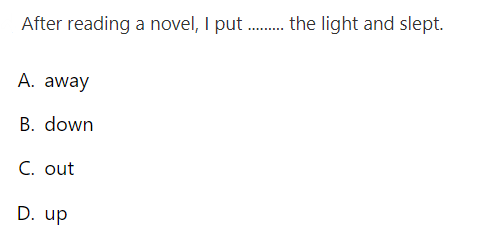 After reading a novel, I put ......... the light and slept.
A. away
B. down
C. out
D. up